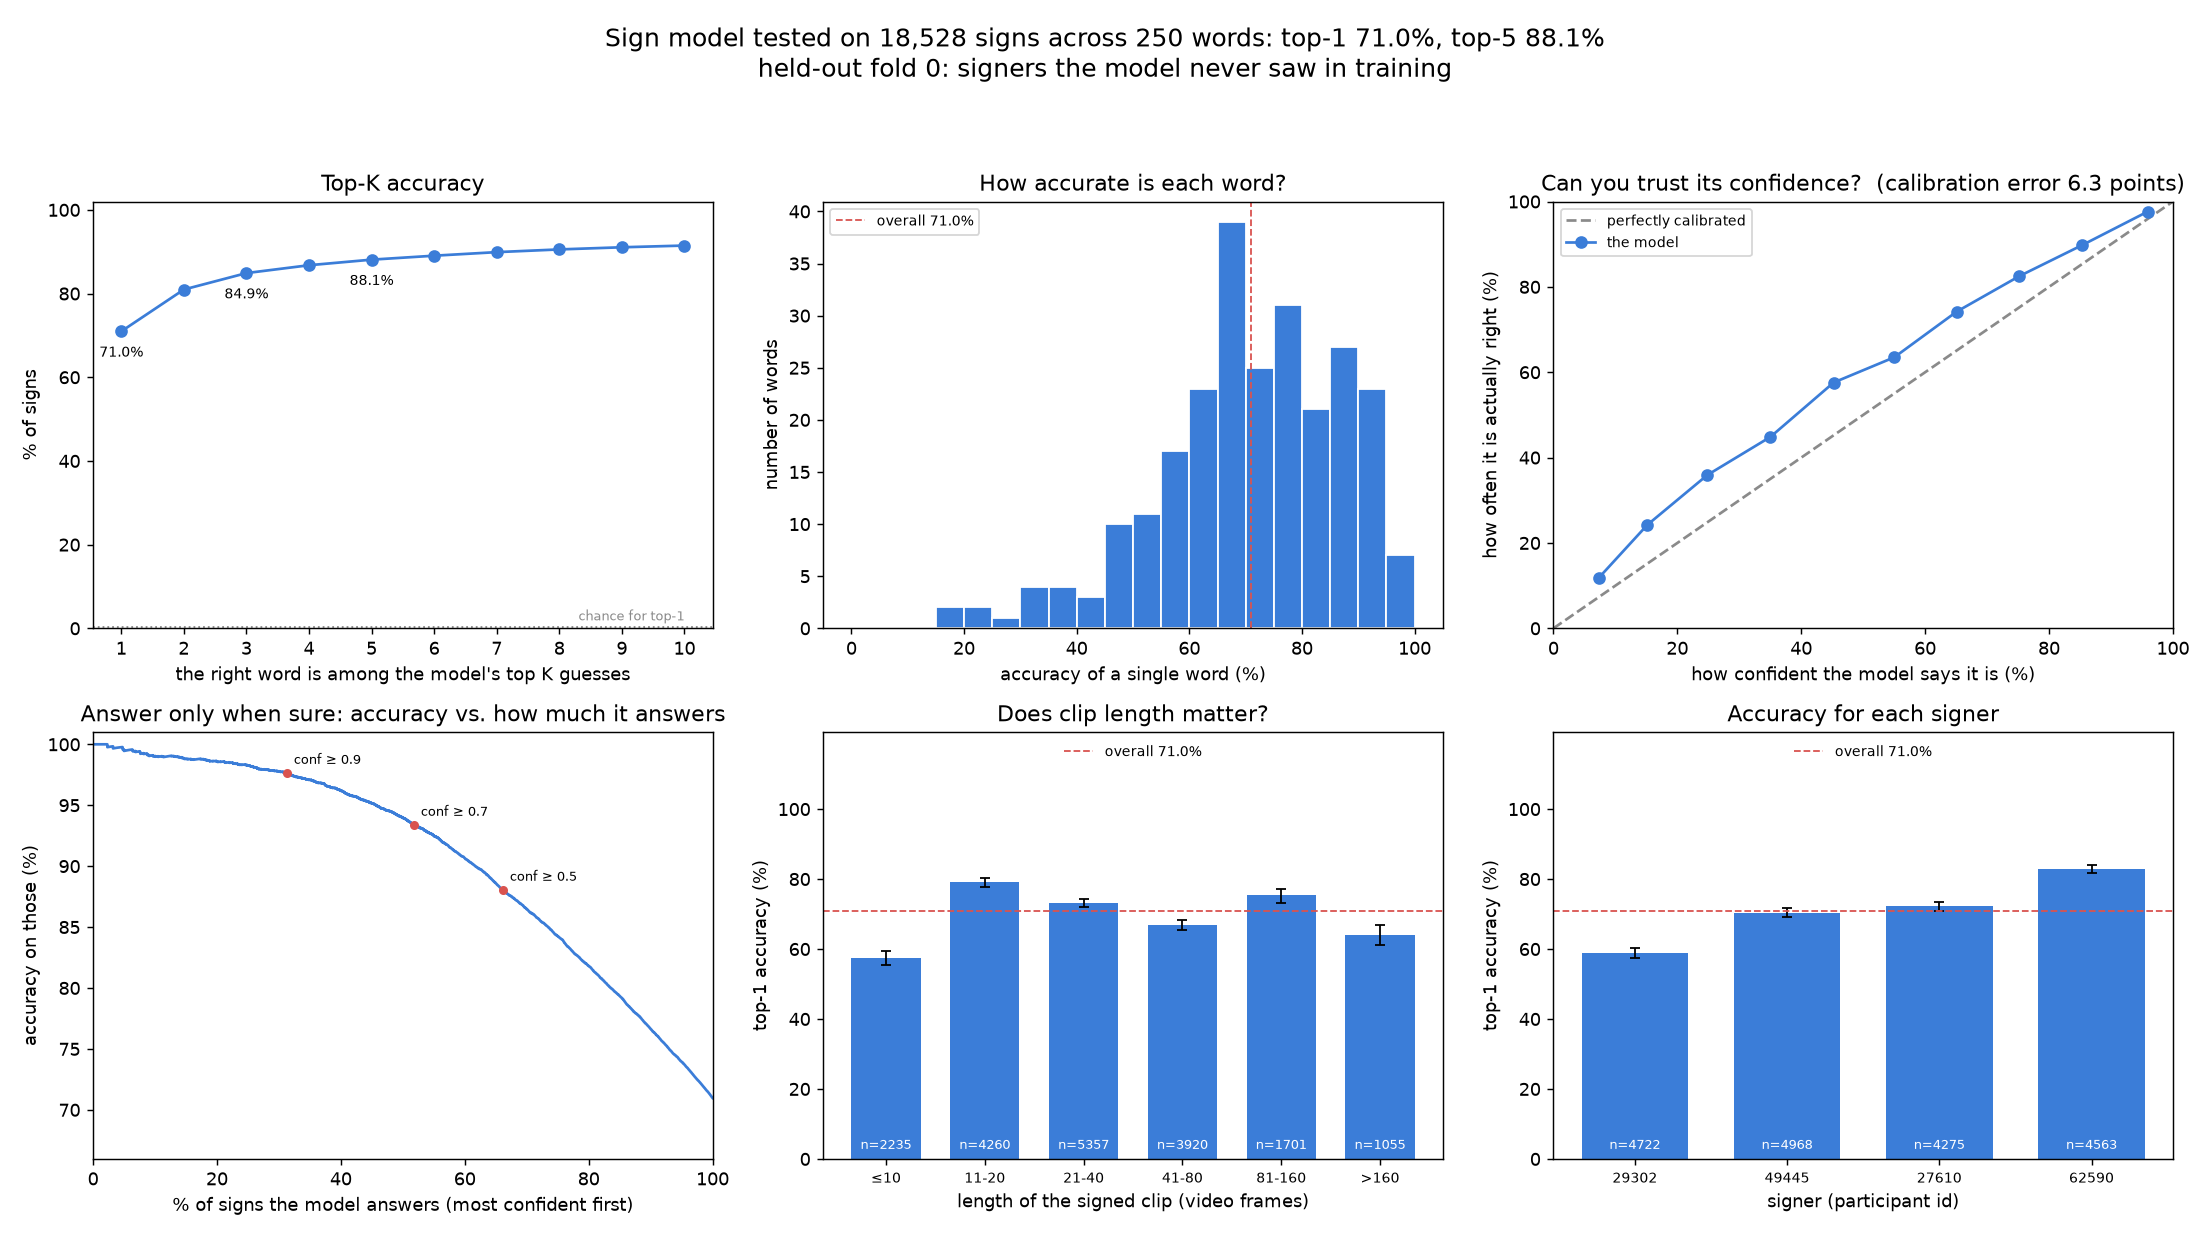 Sign model tested on 18,528 signs across 250 words: top-1 71.0%, top-5 88.1%
held-out fold 0: signers the model never saw in training
Top-K accuracy
100
80
60
40
20
0
% of signs
71.0%
84.9%
88.1%
chance for top-1
1 2 3 4 5 6 7 8 9 10
the right word is among the model's top K guesses
How accurate is each word?
overall 71.0%
40
35
30
25
20
15
10
5
0
number of words
0 20 40 60 80 100
accuracy of a single word (%)
Can you trust its confidence? (calibration error 6.3 points)
perfectly calibrated
the model
100
80
60
40
20
0
how often it is actually right (%)
0 20 40 60 80 100
how confident the model says it is (%)
Answer only when sure: accuracy vs. how much it answers
100
95
90
85
80
75
70
accuracy on those (%)
conf ≥ 0.9
conf ≥ 0.7
conf ≥ 0.5
0 20 40 60 80 100
% of signs the model answers (most confident first)
Does clip length matter?
overall 71.0%
100
80
60
40
20
0
top-1 accuracy (%)
n=2235 n=4260 n=5357 n=3920 n=1701 n=1055
≤10 11-20 21-40 41-80 81-160 >160
length of the signed clip (video frames)
Accuracy for each signer
overall 71.0%
100
80
60
40
20
0
top-1 accuracy (%)
n=4722 n=4968 n=4275 n=4563
29302 49445 27610 62590
signer (participant id)